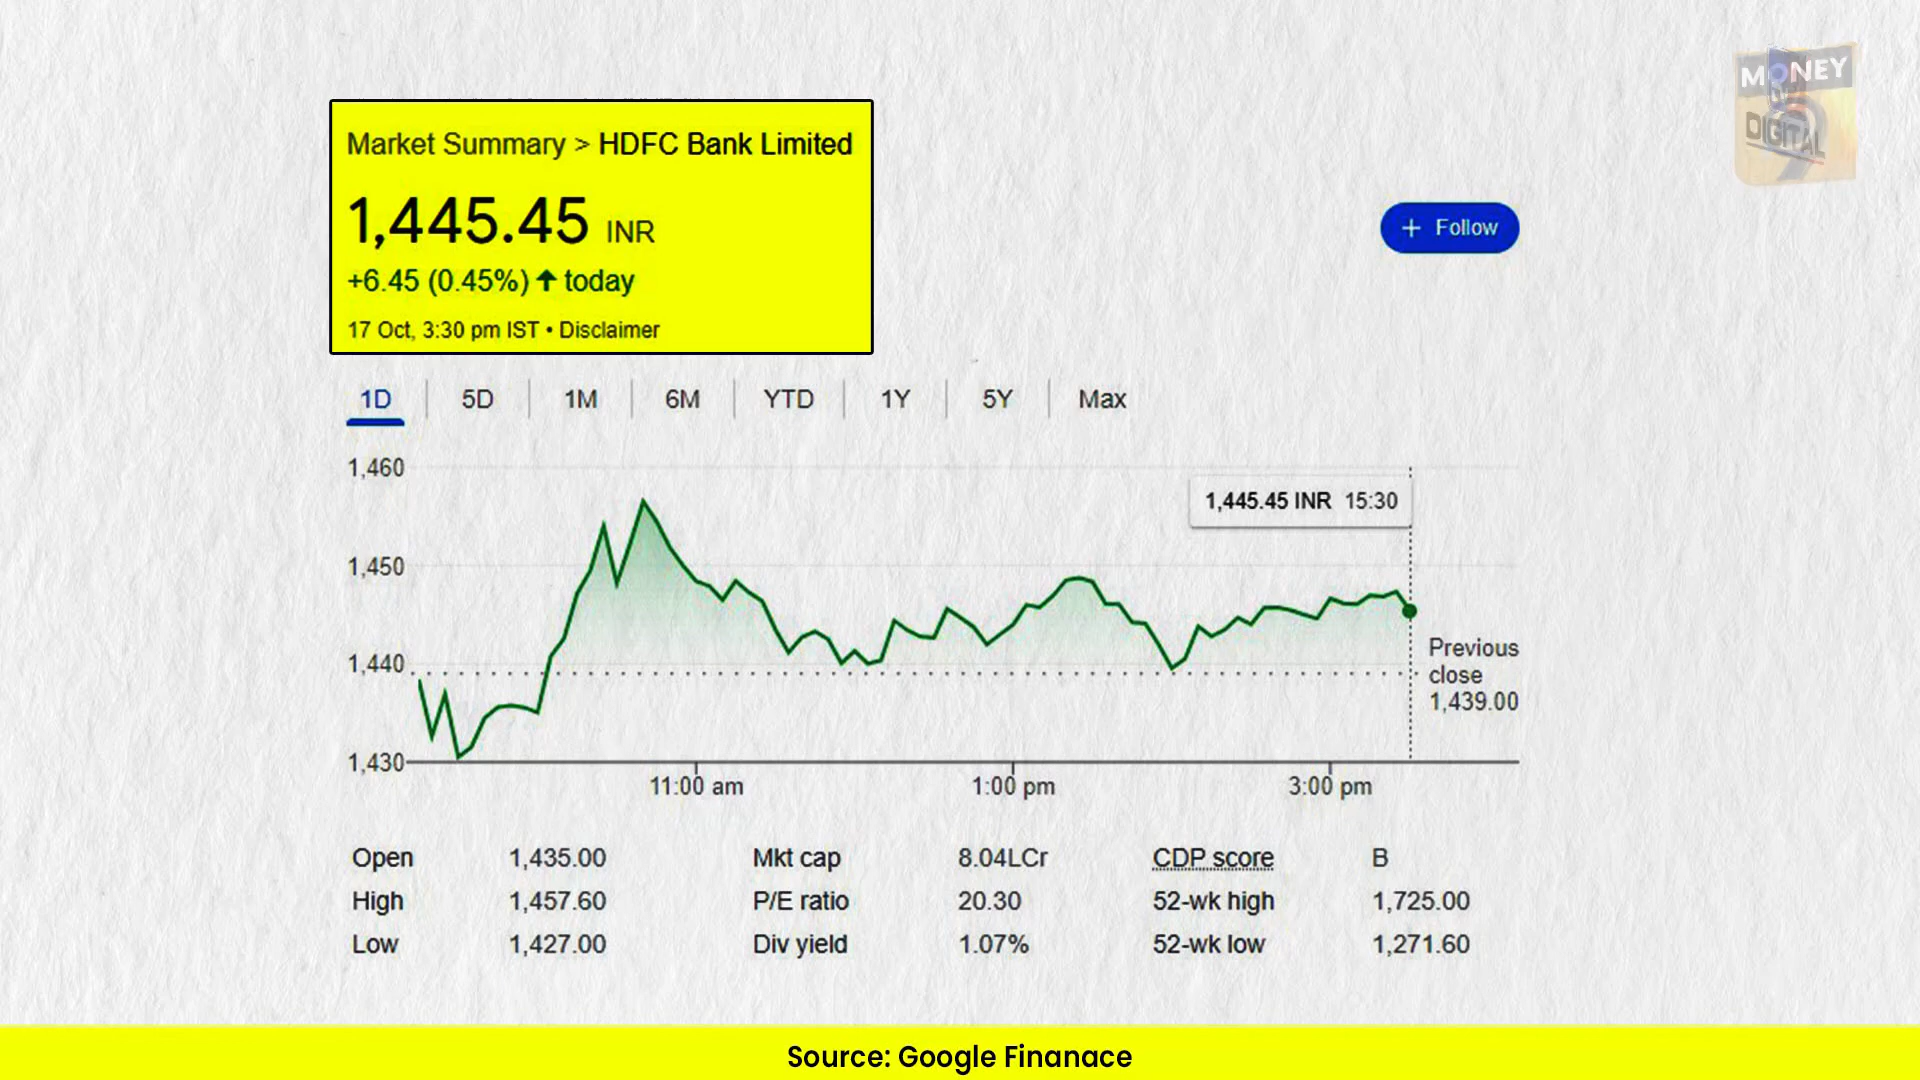 MONEY
DIGITAL
Market Summary > HDFC Bank Limited
1,445.45 INR
+6.45 (0.45%) ↑ today
17 Oct, 3:30 pm IST • Disclaimer
+ Follow
1D 5D 1M 6M YTD 1Y 5Y Max
1,460
1,445.45 INR 15:30
1,450
1,440
Previous
close
1,439.00
1,430
11:00 am 1:00 pm 3:00 pm
Open 1,435.00 Mkt cap 8.04LCr CDP score B
High 1,457.60 P/E ratio 20.30 52-wk high 1,725.00
Low 1,427.00 Div yield 1.07% 52-wk low 1,271.60
Source: Google Finanace